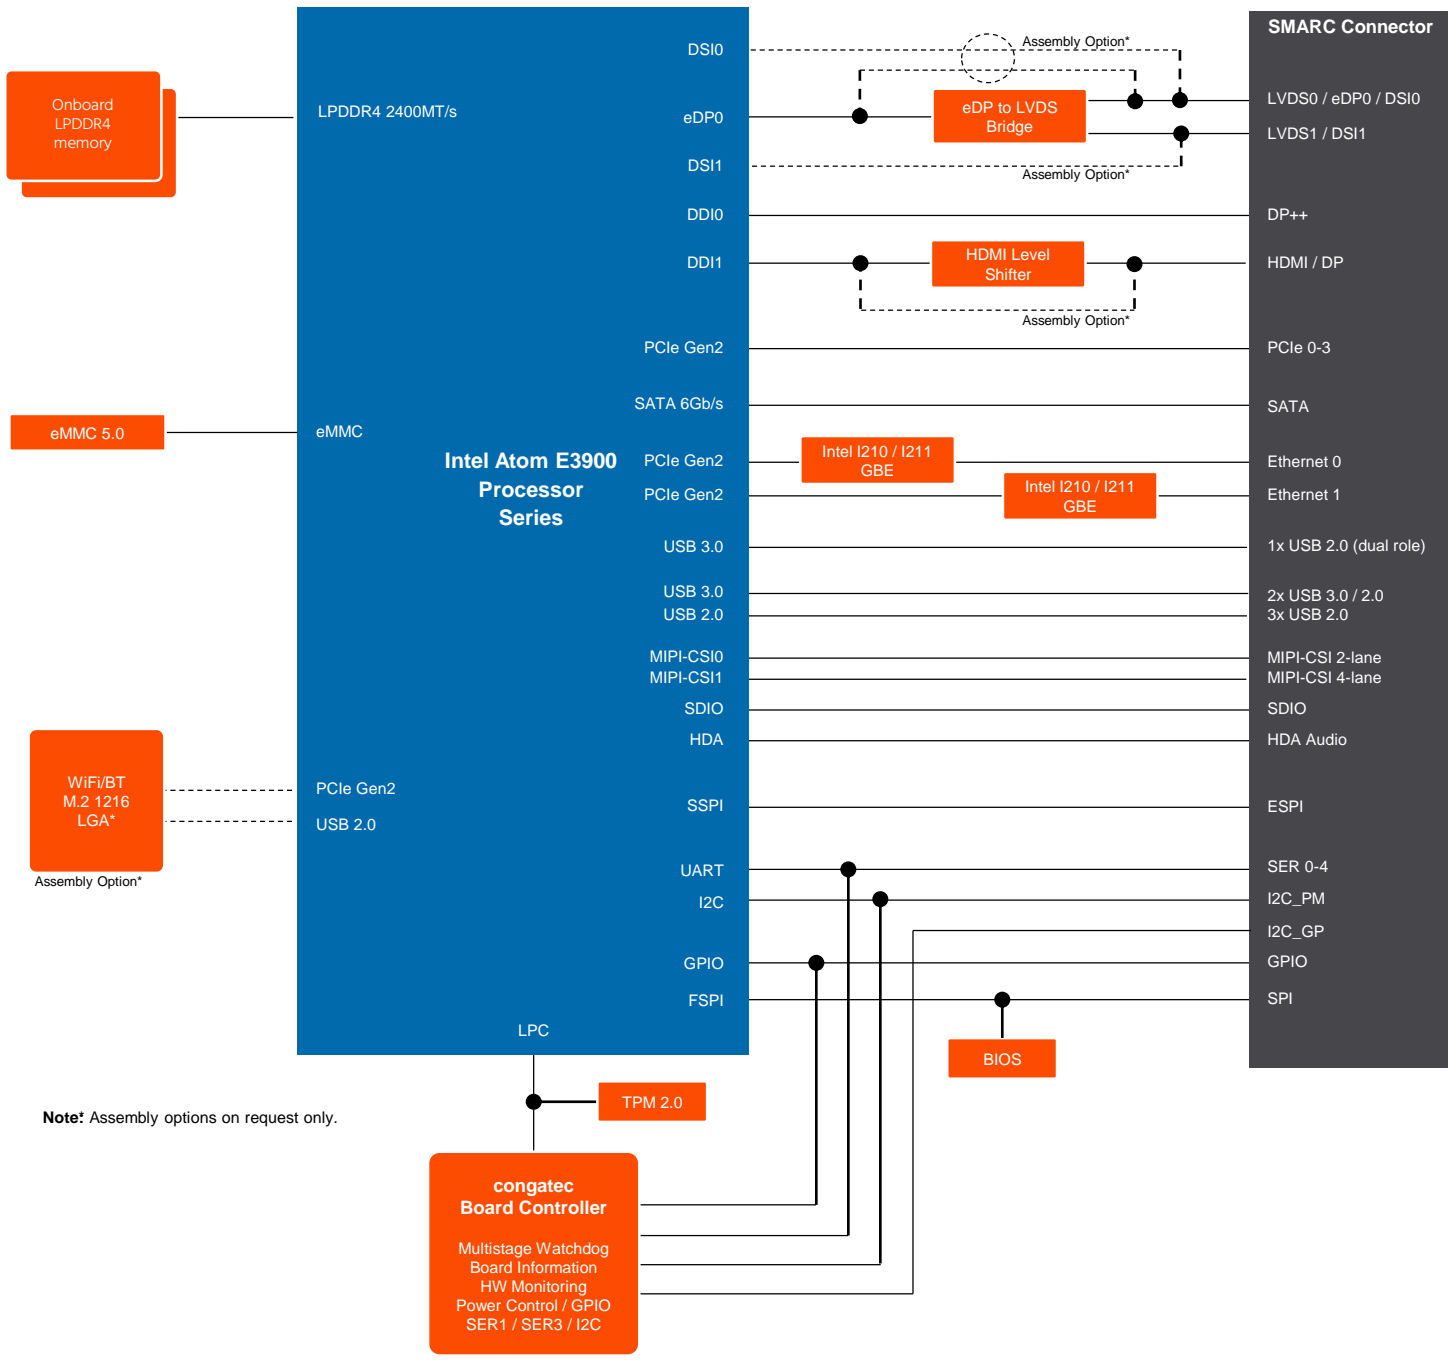 SMARC Connector
DSI0
Assembly Option*
Onboard
LPDDR4
memory
LPDDR4 2400MT/s
eDP0
eDP to LVDS
Bridge
LVDS0 / eDP0 / DSI0
LVDS1 / DSI1
DSI1
Assembly Option*
DDI0
DP++
DDI1
HDMI Level
Shifter
HDMI / DP
Assembly Option*
PCIe Gen2
PCIe 0-3
SATA 6Gb/s
SATA
eMMC 5.0
eMMC
Intel Atom E3900
Processor
Series
PCIe Gen2
Intel I210 / I211
GBE
Ethernet 0
PCIe Gen2
Intel I210 / I211
GBE
Ethernet 1
USB 3.0
1x USB 2.0 (dual role)
USB 3.0
2x USB 3.0 / 2.0
USB 2.0
3x USB 2.0
MIPI-CSI0
MIPI-CSI 2-lane
MIPI-CSI1
MIPI-CSI 4-lane
SDIO
SDIO
HDA
HDA Audio
WiFi/BT
M.2 1216
LGA*
Assembly Option*
PCIe Gen2
USB 2.0
SSPI
ESPI
UART
SER 0-4
I2C
I2C_PM
I2C_GP
GPIO
GPIO
FSPI
SPI
LPC
BIOS
TPM 2.0
Note*: Assembly options on request only.
congatec
Board Controller
Multistage Watchdog
Board Information
HW Monitoring
Power Control / GPIO
SER1 / SER3 / I2C